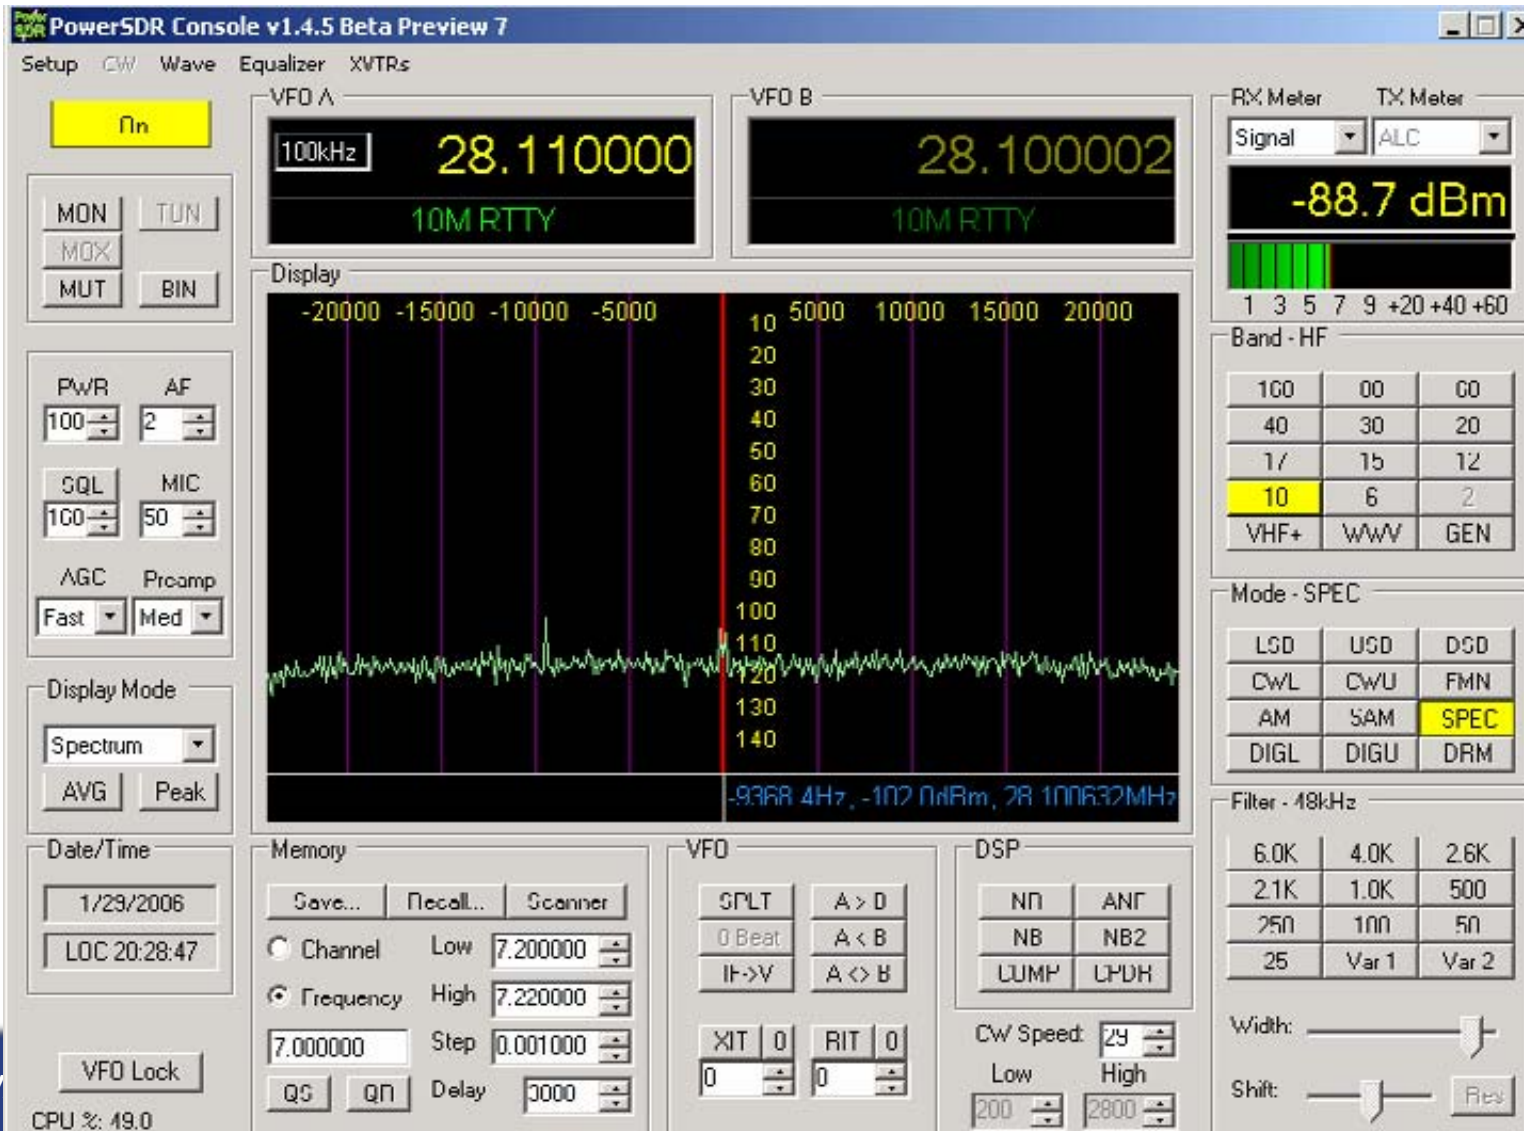 PowerSDR Console v1.4.5 Beta Preview 7
Setup CW Wave Equalizer XVTRs
On
MON TUN
MOX
MUT BIN
PWR AF
100 2
SQL MIC
160 50
AGC Preamp
Fast Med
Display Mode
Spectrum
AVG Peak
Date/Time
1/29/2006
LOC 20:28:47
VFO Lock
CPU %: 49.0
VFO A
100kHz 28.110000
10M RTTY
VFO B
28.100002
10M RTTY
Display
-20000 -15000 -10000 -5000 5000 10000 15000 20000
10
20
30
40
50
60
70
80
90
100
110
120
130
140
-9368.4Hz, -102.0dBm, 28.100632MHz
Memory
Save... Recall... Scanner
Channel Low 7.200000
Frequency High 7.220000
7.000000 Step 0.001000
QS QR Delay 3000
VFO
SPLT A > B
0 Beat A < B
IF->V A <> B
XIT 0 RIT 0
0 0
DSP
NR ANF
NB NB2
COMP CPDR
CW Speed: 29
Low High
200 2800
RX Meter TX Meter
Signal ALC
-88.7 dBm
1 3 5 7 9 +20 +40 +60
Band - HF
160 80 60
40 30 20
17 15 12
10 6 2
VHF+ WWV GEN
Mode - SPEC
LSB USB DSB
CWL CWU FMN
AM SAM SPEC
DIGL DIGU DRM
Filter - 48kHz
6.0K 4.0K 2.6K
2.1K 1.0K 500
250 100 50
25 Var 1 Var 2
Width:
Shift: Res